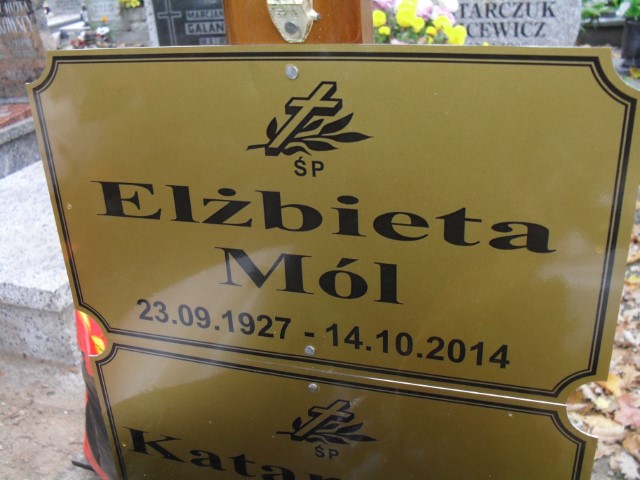 TARCZUK
CEWICZ
ŚP
Elżbieta
Mól
23.09.1927 - 14.10.2014
ŚP